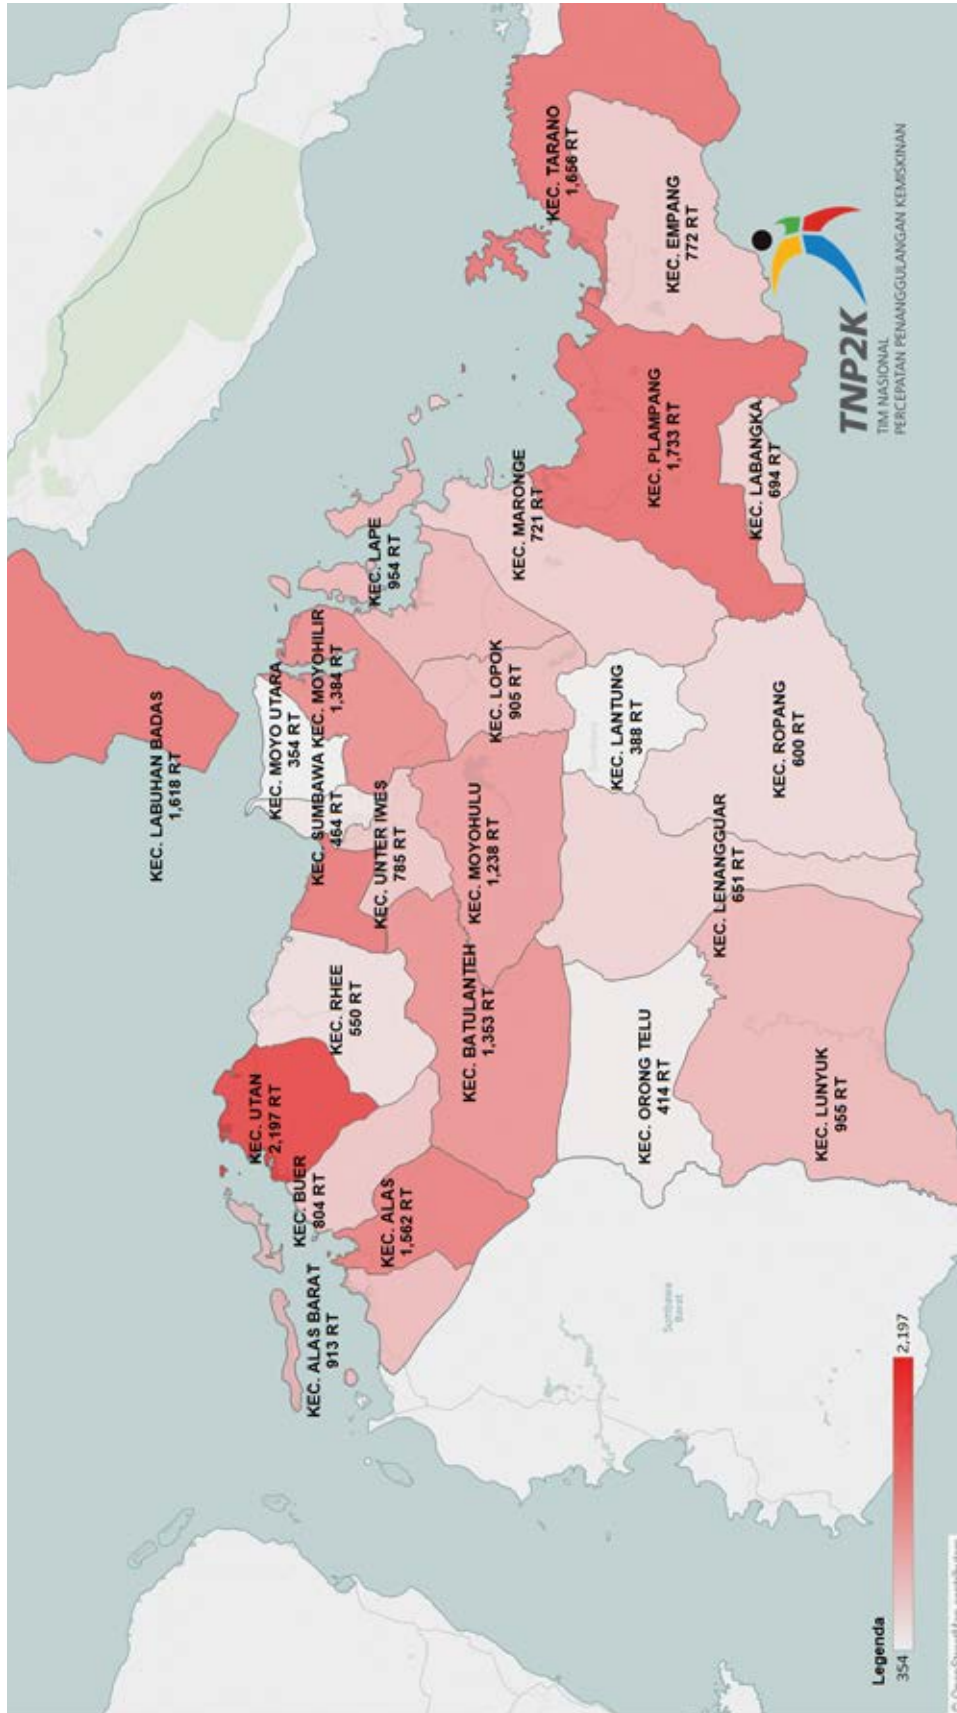 KEC. LABUHAN BADAS
1,618 RT
KEC. UTAN
2,197 RT
KEC. BUER
804 RT
KEC. ALAS BARAT
913 RT
KEC. ALAS
1,562 RT
KEC. RHEE
550 RT
KEC. MOYO UTARA
354 RT
KEC. SUMBAWA
464 RT
KEC. MOYOHILIR
1,384 RT
KEC. UNTER IWES
785 RT
KEC. LAPE
954 RT
KEC. BATULANTEH
1,353 RT
KEC. MOYOHULU
1,238 RT
KEC. LOPOK
905 RT
KEC. MARONGE
721 RT
KEC. TARANO
1,656 RT
KEC. EMPANG
772 RT
KEC. PLAMPANG
1,733 RT
KEC. LABANGKA
694 RT
KEC. ORONG TELU
414 RT
KEC. LANTUNG
388 RT
KEC. LENANGGUAR
651 RT
KEC. ROPANG
600 RT
KEC. LUNYUK
955 RT
Sumbawa
Barat
Legenda
354
2,197
TNP2K
TIM NASIONAL
PERCEPATAN PENANGGULANGAN KEMISKINAN